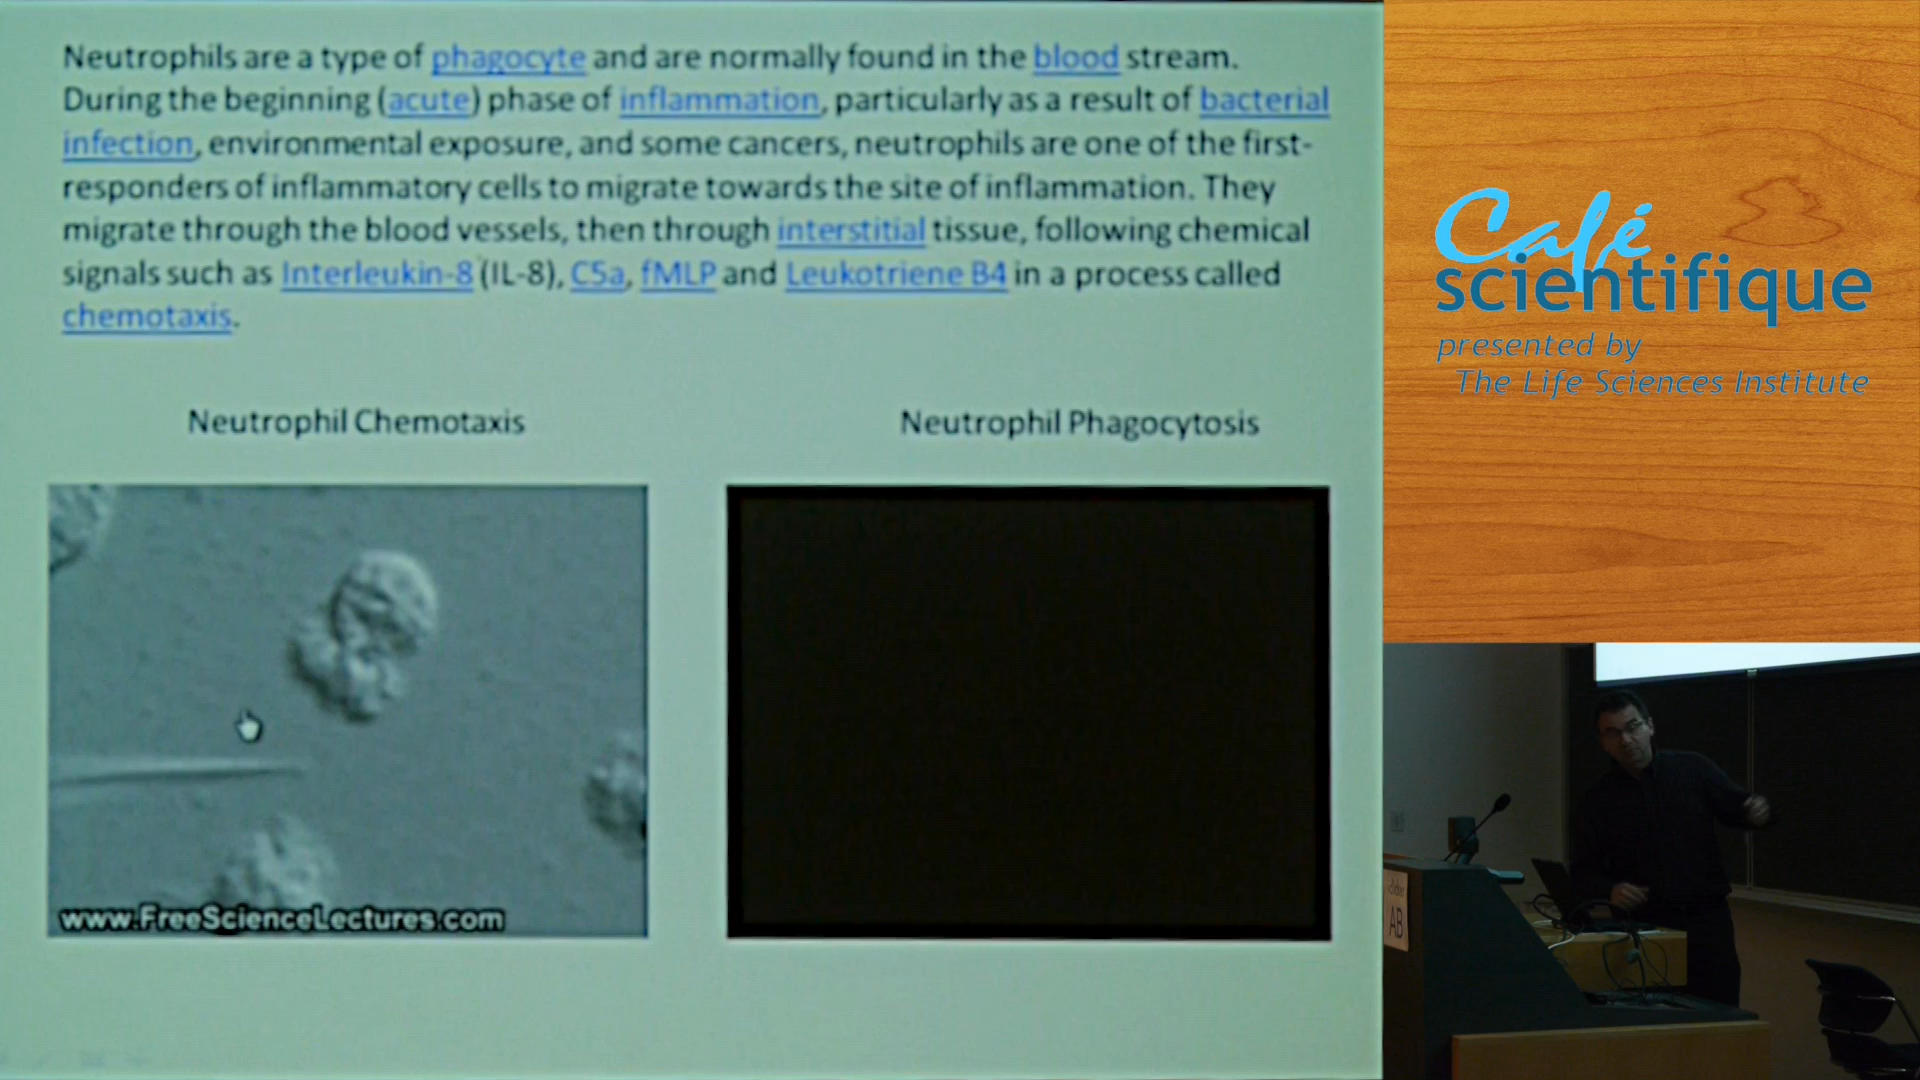 Neutrophils are a type of phagocyte and are normally found in the blood stream.
During the beginning (acute) phase of inflammation, particularly as a result of bacterial
infection, environmental exposure, and some cancers, neutrophils are one of the first-
responders of inflammatory cells to migrate towards the site of inflammation. They
migrate through the blood vessels, then through interstitial tissue, following chemical
signals such as Interleukin-8 (IL-8), C5a, fMLP and Leukotriene B4 in a process called
chemotaxis.
Neutrophil Chemotaxis
Neutrophil Phagocytosis
www.FreeScienceLectures.com
Café
scientifique
presented by
The Life Sciences Institute
AB